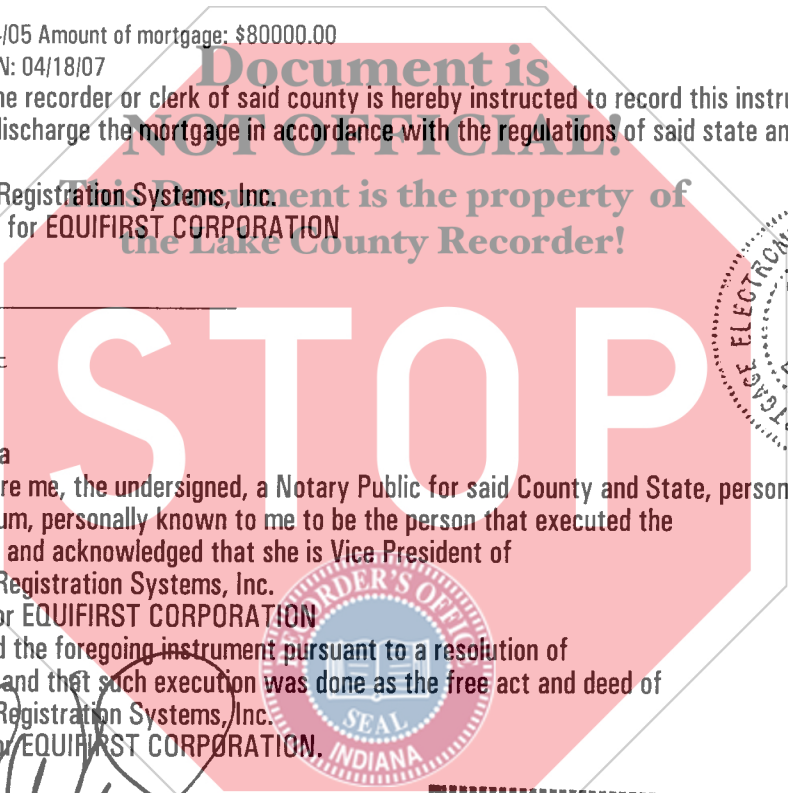 /05 Amount of mortgage: $80000.00
N: 04/18/07
Document is
he recorder or clerk of said county is hereby instructed to record this instru
discharge the mortgage in accordance with the regulations of said state an
NOT OFFICIAL!
This Document is the property of
Registration Systems, Inc.
for EQUIFIRST CORPORATION
the Lake County Recorder!
MORTGAGE ELECTRON
STOP
a
re me, the undersigned, a Notary Public for said County and State, person
um, personally known to me to be the person that executed the
and acknowledged that she is Vice President of
Registration Systems, Inc.
or EQUIFIRST CORPORATION
d the foregoing instrument pursuant to a resolution of
and that such execution was done as the free act and deed of
Registration Systems, Inc.
or EQUIFIRST CORPORATION.
RECORDER'S OFFICE
SEAL
INDIANA